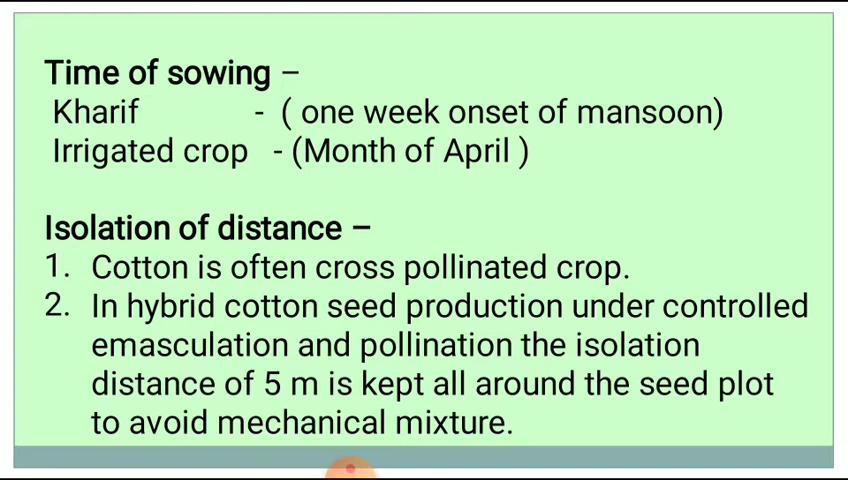 Time of sowing –
Kharif - ( one week onset of mansoon)
Irrigated crop - (Month of April )
Isolation of distance –
1. Cotton is often cross pollinated crop.
2. In hybrid cotton seed production under controlled
emasculation and pollination the isolation
distance of 5 m is kept all around the seed plot
to avoid mechanical mixture.